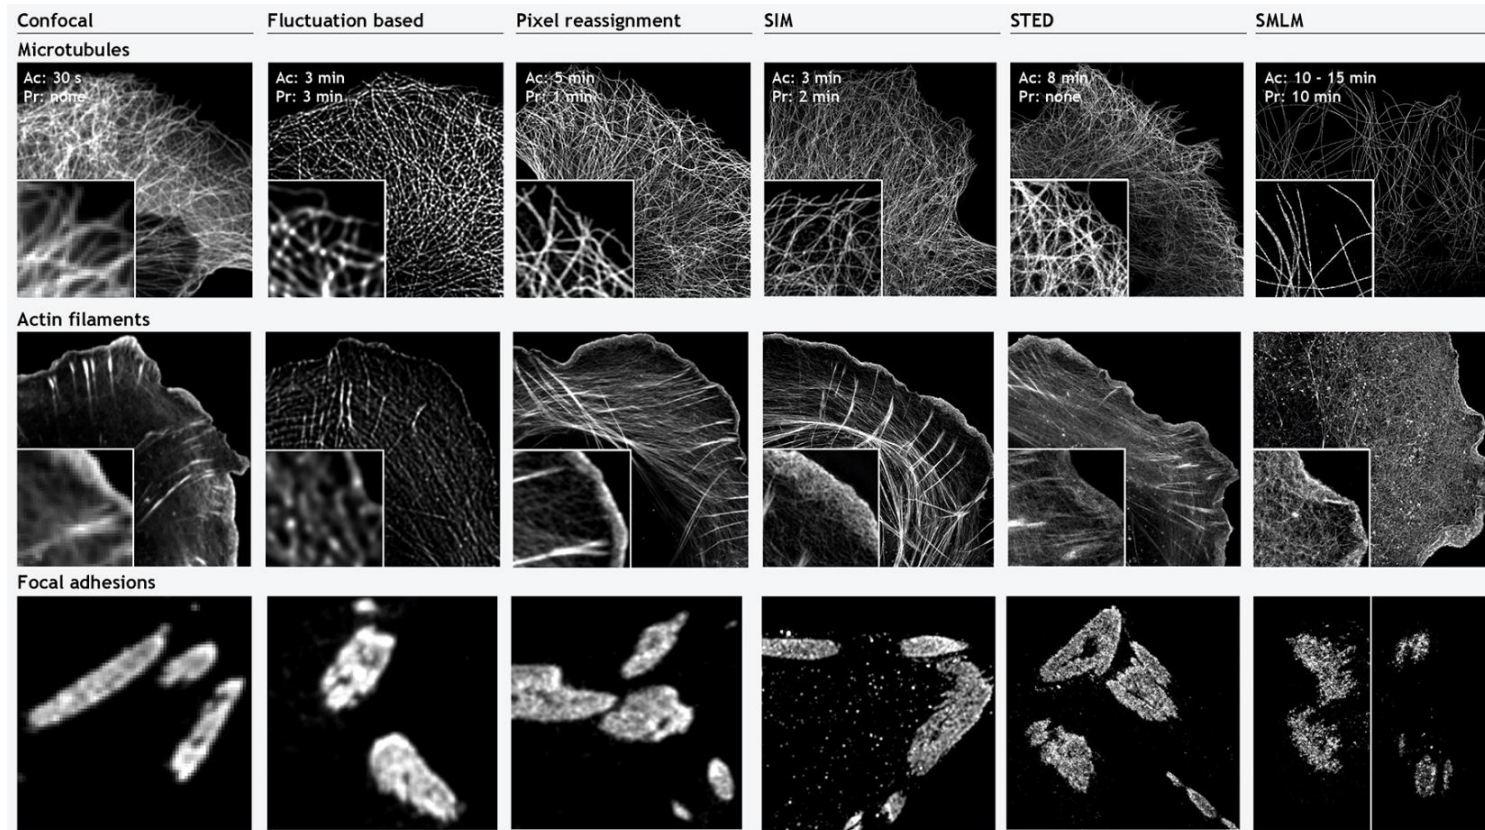 Confocal
Fluctuation based
Pixel reassignment
SIM
STED
SMLM
Microtubules
Ac: 30 s
Pr: none
Ac: 3 min
Pr: 3 min
Ac: 5 min
Pr: 1 min
Ac: 3 min
Pr: 2 min
Ac: 8 min
Pr: none
Ac: 10 - 15 min
Pr: 10 min
Actin filaments
Focal adhesions